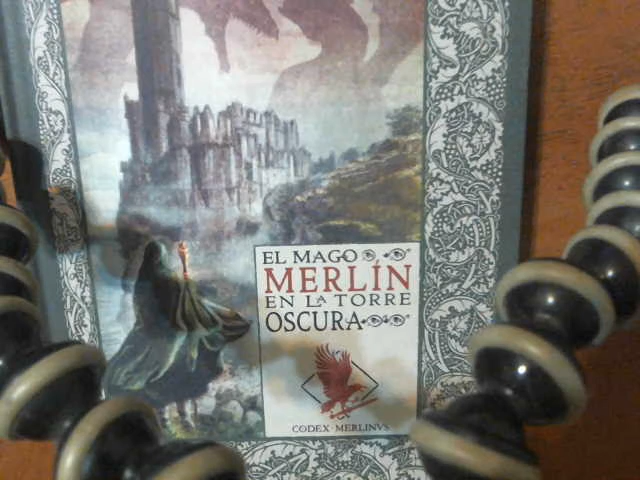 EL MAGO
MERLÍN
EN LA TORRE
OSCURA
CODEX·MERLINVS